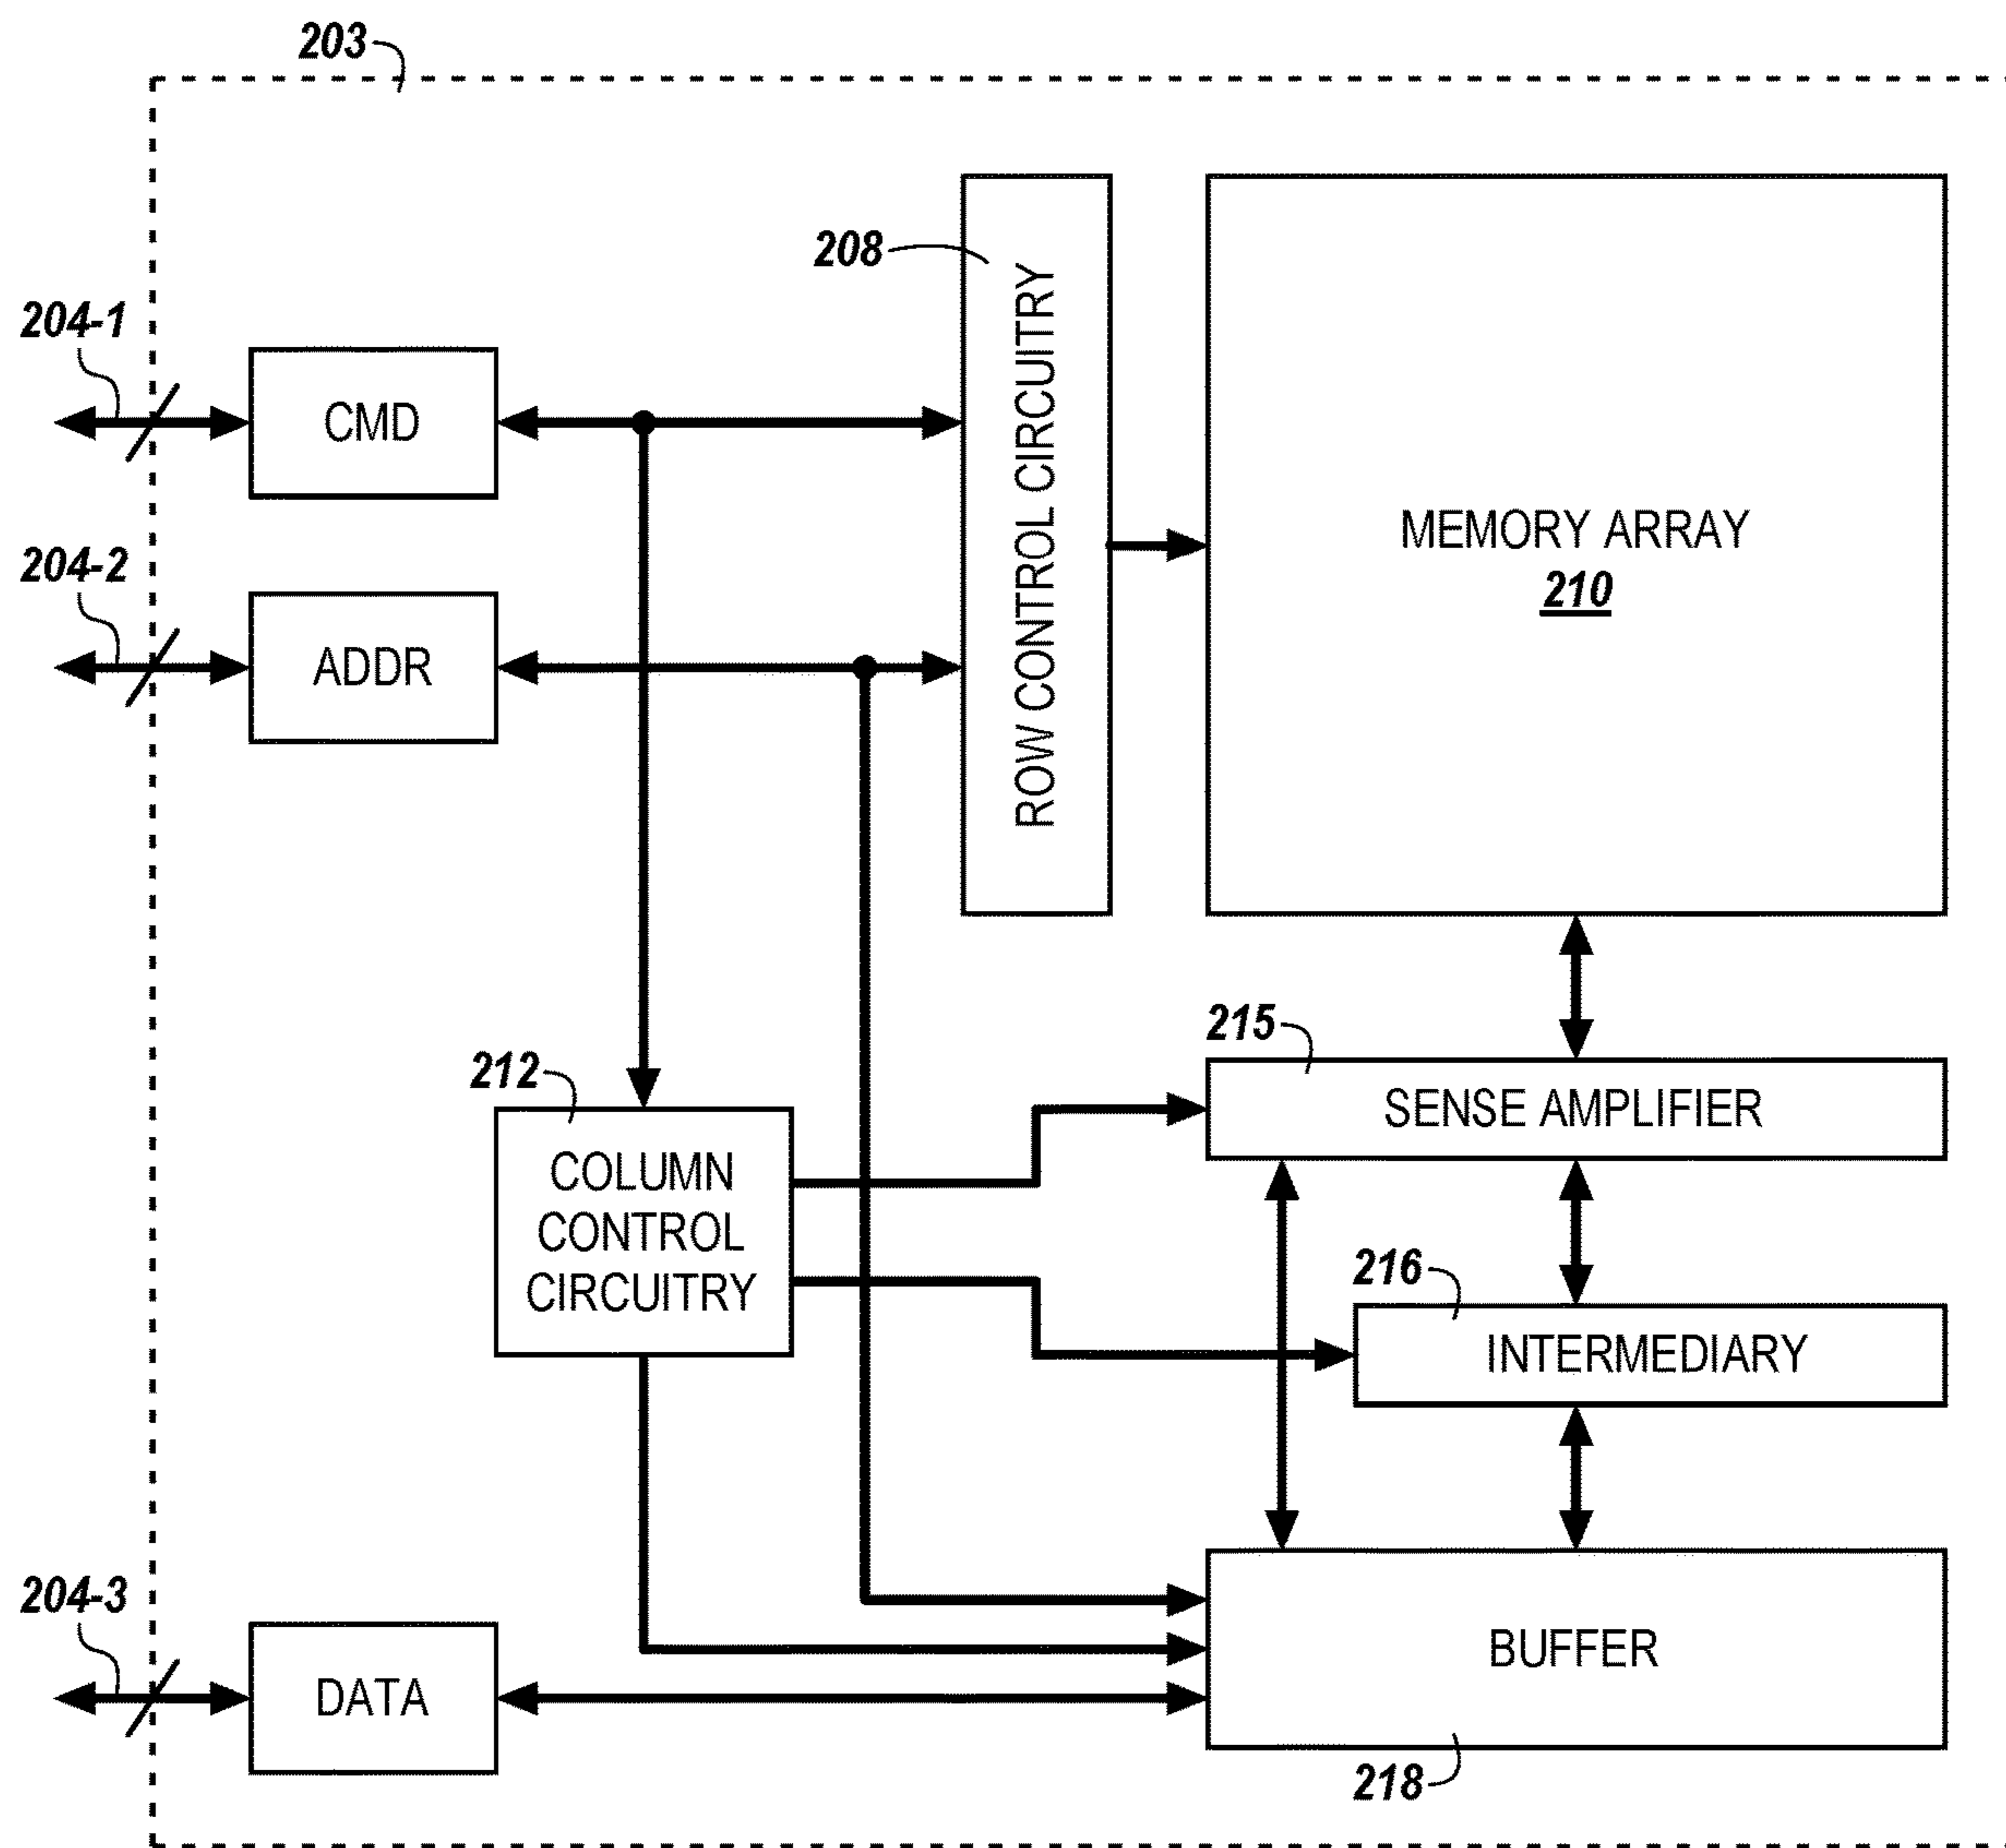 203
208
204-1
CMD
ROW CONTROL CIRCUITRY
MEMORY ARRAY
210
204-2
ADDR
215
SENSE AMPLIFIER
212
COLUMN
CONTROL
CIRCUITRY
216
INTERMEDIARY
204-3
DATA
BUFFER
218